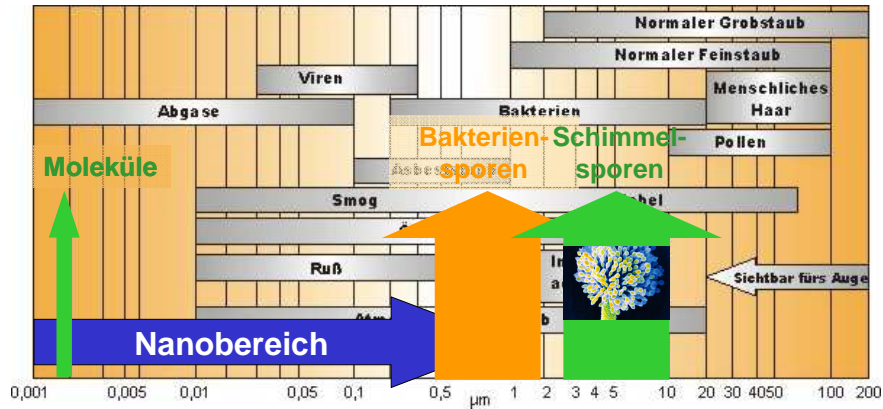 Normaler Grobstaub
Normaler Feinstaub
Viren
Menschliches
Haar
Abgase
Bakterien
Bakterien-
sporen
Schimmel-
sporen
Pollen
Moleküle
Smog
Ruß
Sichtbar fürs Auge
Nanobereich
0,001 0,005 0,01 0,05 0,1 0,5 1 2 3 4 5 10 20 30 4050 100 200
µm